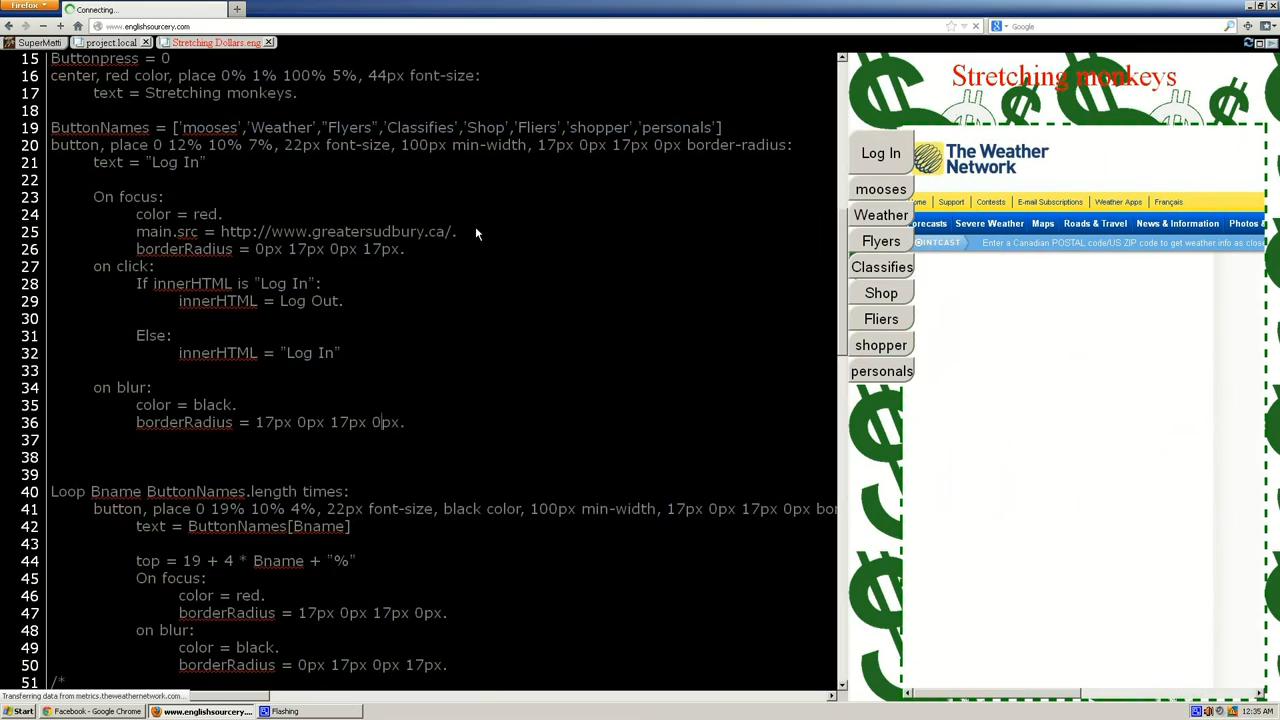 Firefox
Connecting...
www.englishsourcery.com
Google
SuperMatti
project.local
Stretching Dollars.eng
15 Buttonpress = 0
16 center, red color, place 0% 1% 100% 5%, 44px font-size:
17 text = Stretching monkeys.
18
19 ButtonNames = ['mooses','Weather',"Flyers",'Classifies','Shop','Fliers','shopper','personals']
20 button, place 0 12% 10% 7%, 22px font-size, 100px min-width, 17px 0px 17px 0px border-radius:
21 text = "Log In"
22
23 On focus:
24 color = red.
25 main.src = http://www.greatersudbury.ca/.
26 borderRadius = 0px 17px 0px 17px.
27 on click:
28 If innerHTML is "Log In":
29 innerHTML = Log Out.
30
31 Else:
32 innerHTML = "Log In"
33
34 on blur:
35 color = black.
36 borderRadius = 17px 0px 17px 0px.
37
38
39
40 Loop Bname ButtonNames.length times:
41 button, place 0 19% 10% 4%, 22px font-size, black color, 100px min-width, 17px 0px 17px 0px bor
42 text = ButtonNames[Bname]
43
44 top = 19 + 4 * Bname + "%"
45 On focus:
46 color = red.
47 borderRadius = 17px 0px 17px 0px.
48 on blur:
49 color = black.
50 borderRadius = 0px 17px 0px 17px.
51 /*
Stretching monkeys
Log In
mooses
Weather
Flyers
Classifies
Shop
Fliers
shopper
personals
The Weather
Network
ome Support Contests E-mail Subscriptions Weather Apps Français
orecasts Severe Weather Maps Roads & Travel News & Information Photos &
INTCAST Enter a Canadian POSTAL code/US ZIP code to get weather info as close
Transferring data from metrics.theweathernetwork.com...
Start
Facebook - Google Chrome
www.englishsourcery....
Flashing
12:35 AM